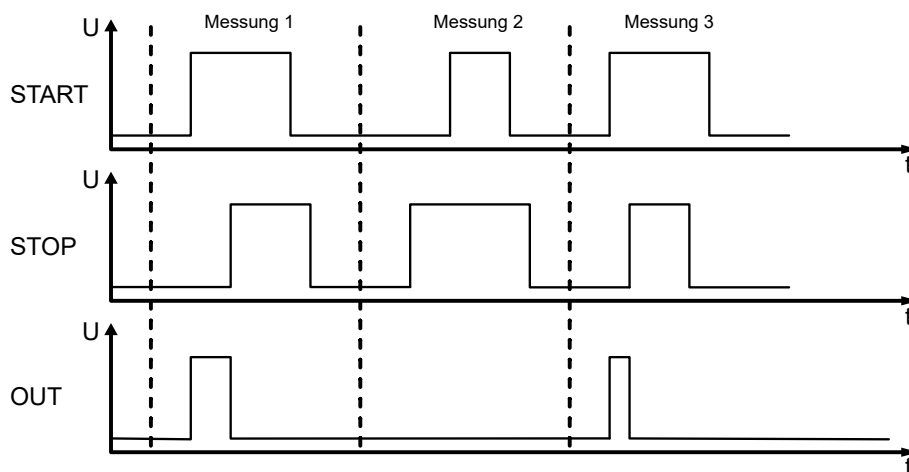 Messung 1
Messung 2
Messung 3
U
START
t
U
STOP
t
U
OUT
t